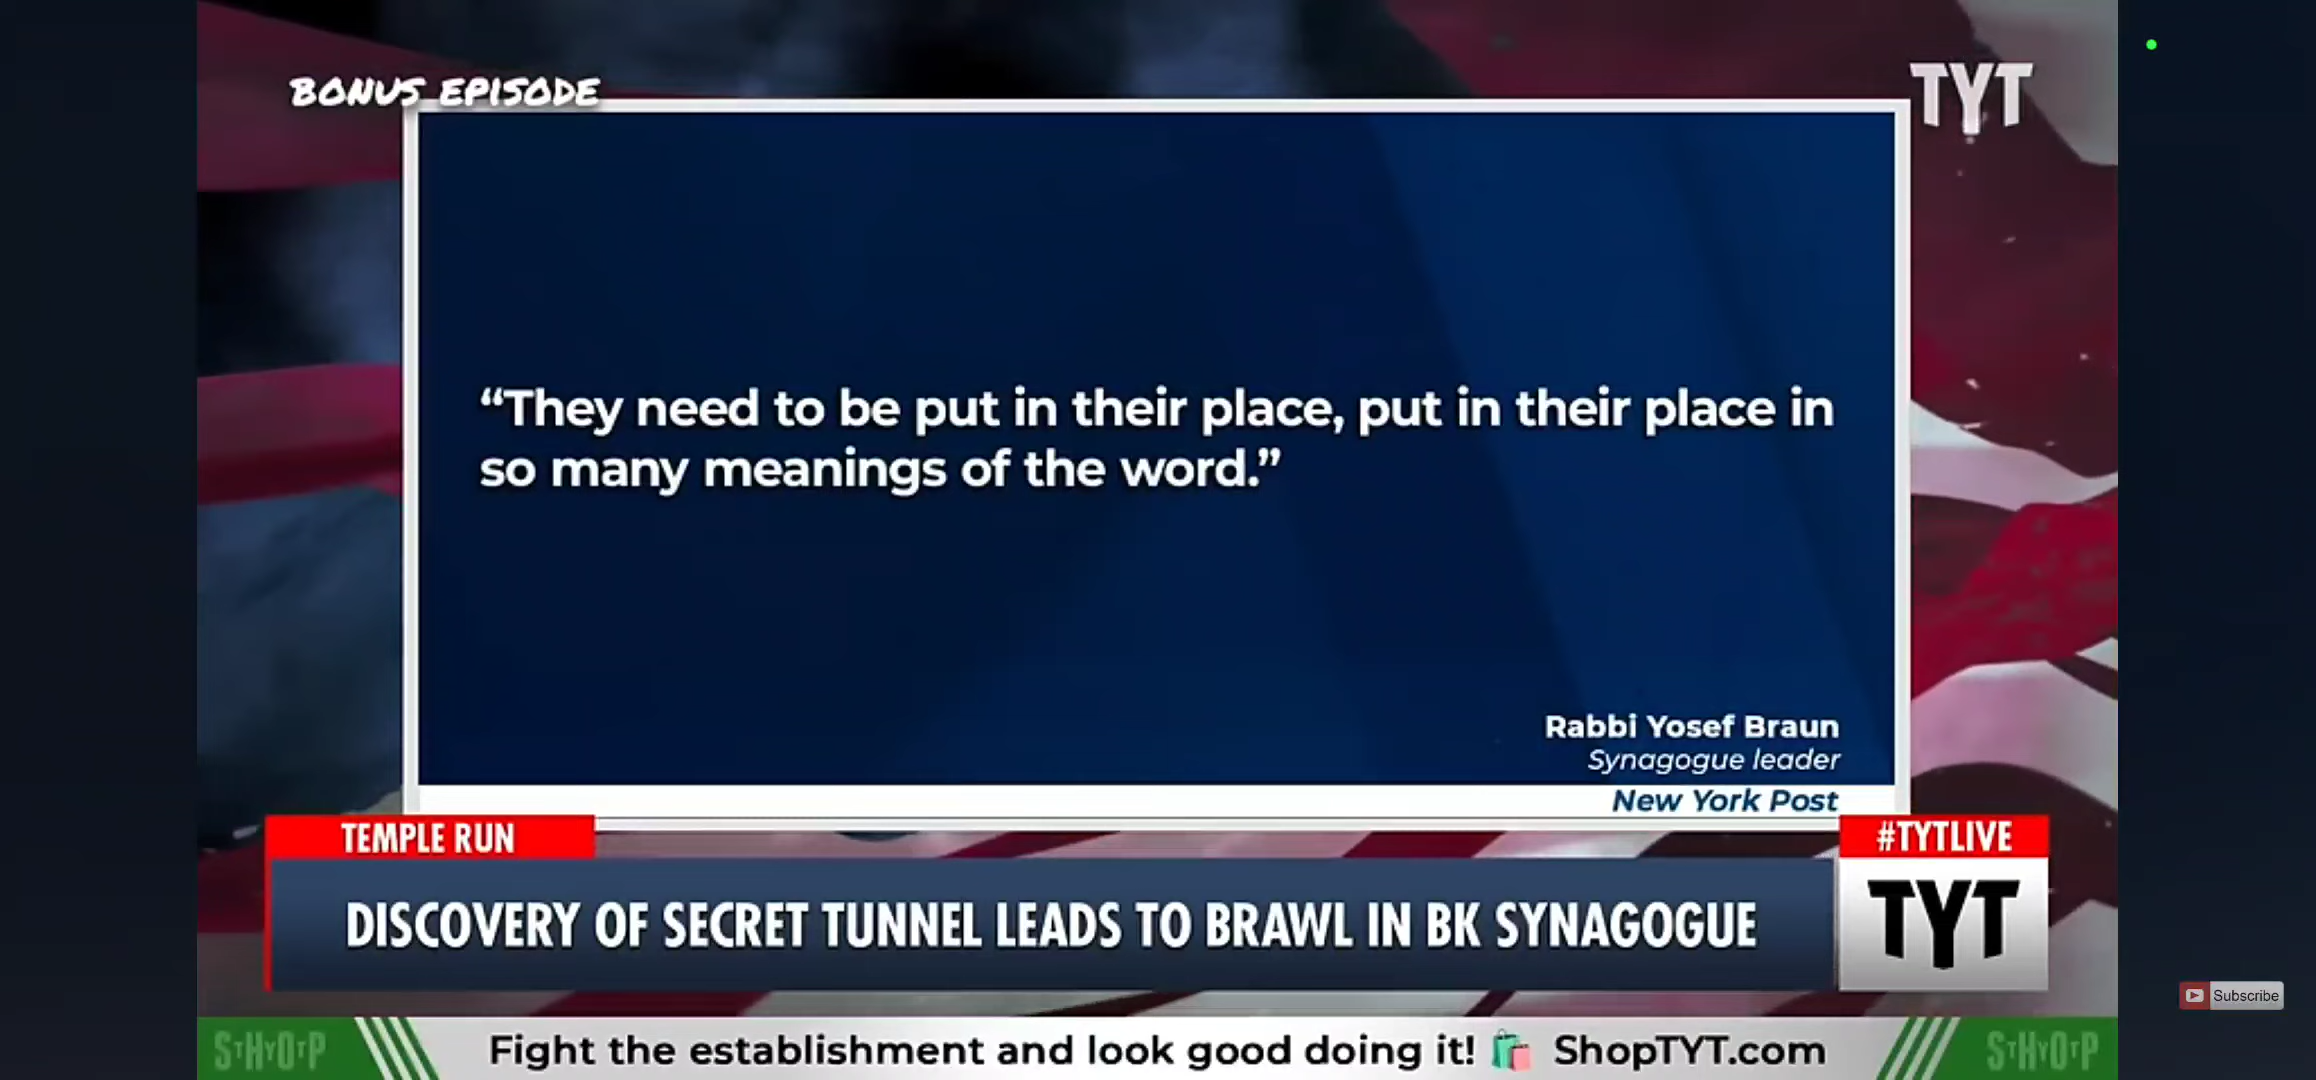 BONUS EPISODE
TYT
“They need to be put in their place, put in their place in
so many meanings of the word.”
Rabbi Yosef Braun
Synagogue leader
New York Post
TEMPLE RUN
#TYTLIVE
DISCOVERY OF SECRET TUNNEL LEADS TO BRAWL IN BK SYNAGOGUE
TYT
Subscribe
STHYOTP
Fight the establishment and look good doing it! 🛍️ ShopTYT.com
STHYOTP